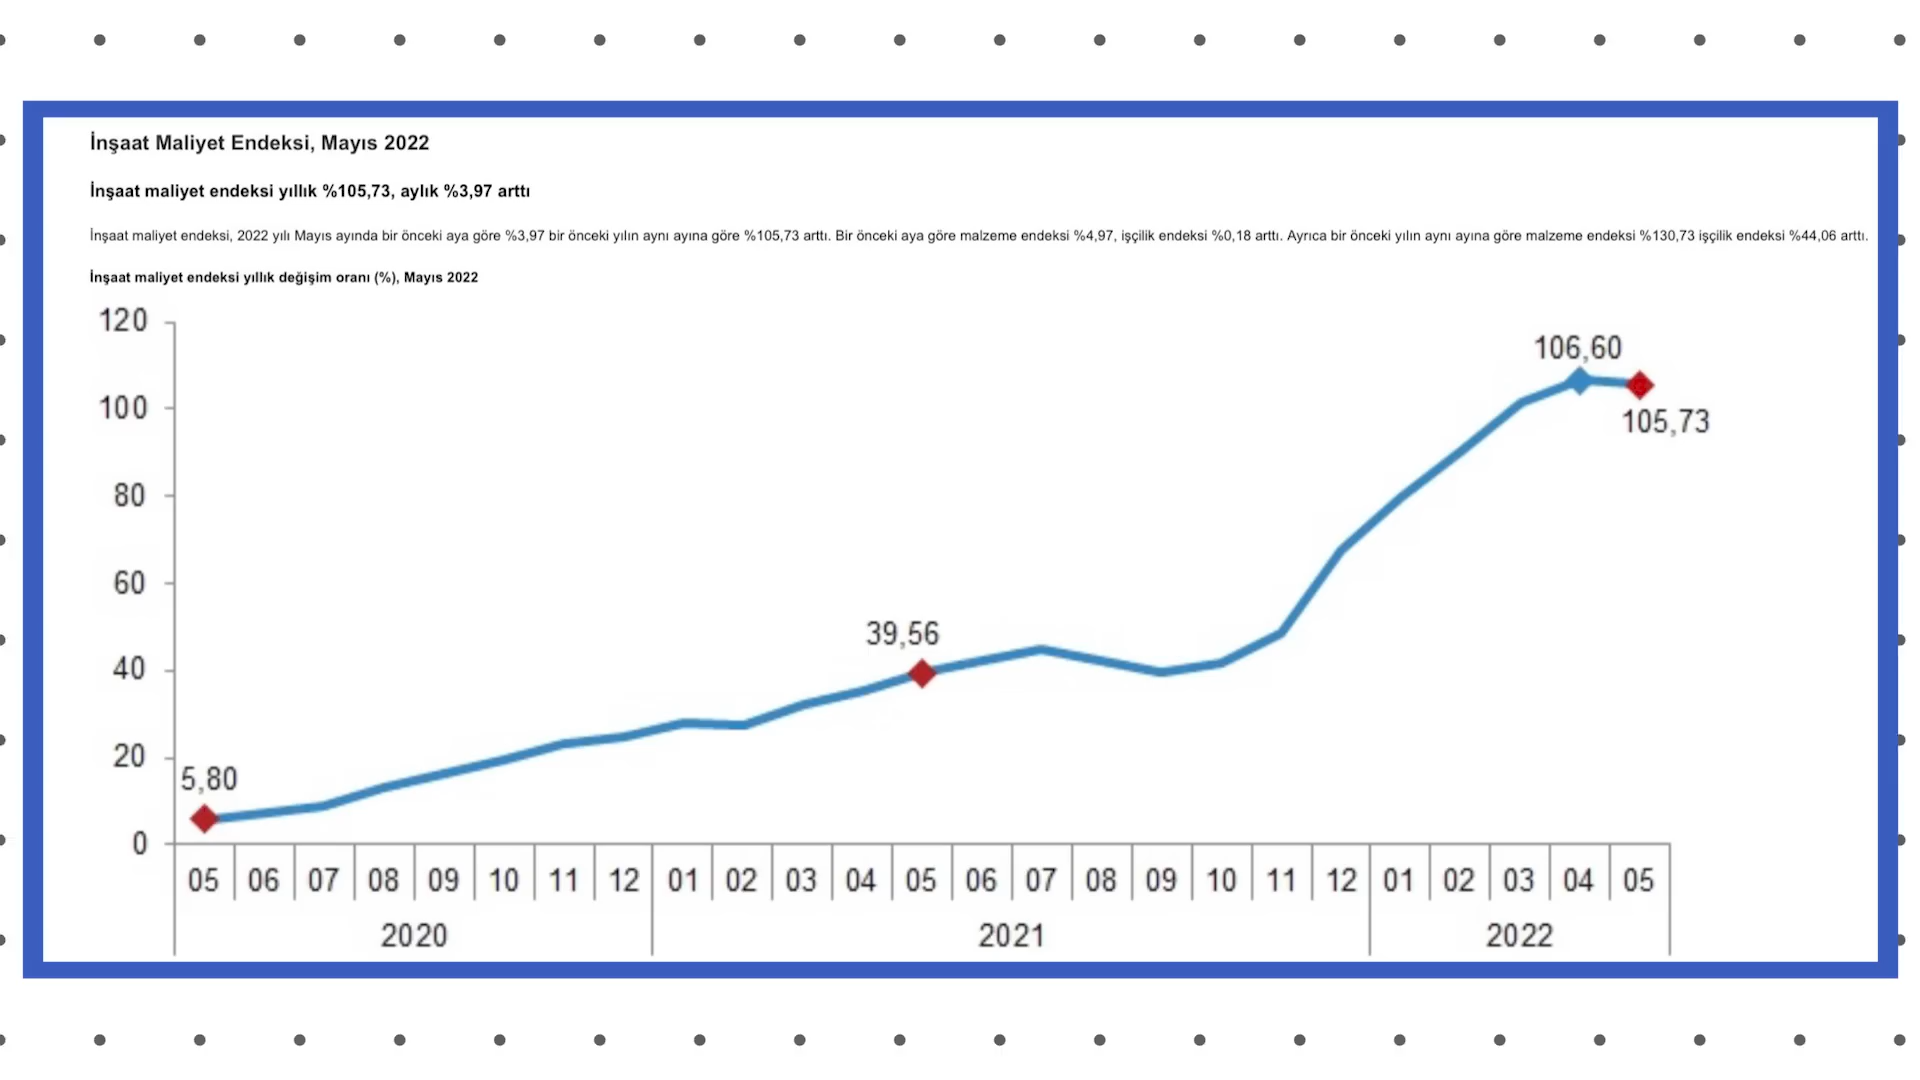 İnşaat Maliyet Endeksi, Mayıs 2022
İnşaat maliyet endeksi yıllık %105,73, aylık %3,97 arttı
İnşaat maliyet endeksi, 2022 yılı Mayıs ayında bir önceki aya göre %3,97 bir önceki yılın aynı ayına göre %105,73 arttı. Bir önceki aya göre malzeme endeksi %4,97, işçilik endeksi %0,18 arttı. Ayrıca bir önceki yılın aynı ayına göre malzeme endeksi %130,73 işçilik endeksi %44,06 arttı.
İnşaat maliyet endeksi yıllık değişim oranı (%), Mayıs 2022
120
106,60
100
105,73
80
60
39,56
40
20
5,80
0
05 06 07 08 09 10 11 12 01 02 03 04 05 06 07 08 09 10 11 12 01 02 03 04 05
2020 2021 2022